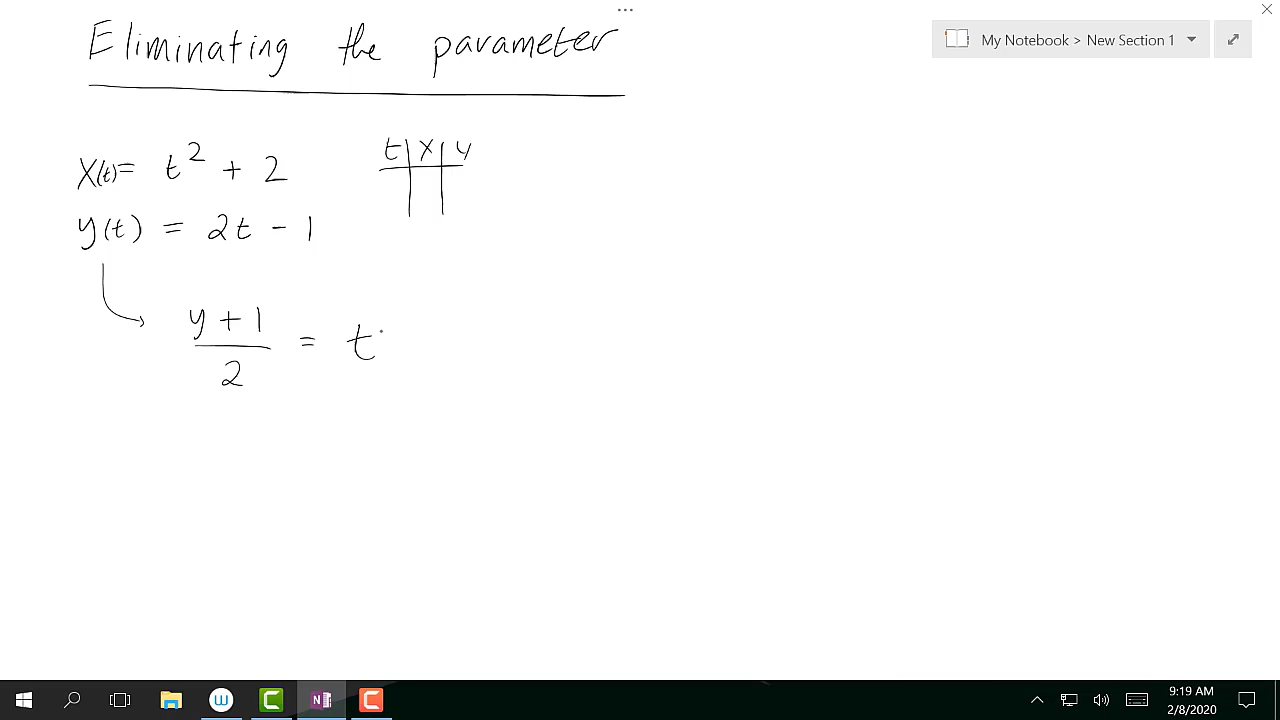 ...
Eliminating the parameter
My Notebook > New Section 1
x(t)= t² + 2
t x y
y(t) = 2t - 1
y + 1
= t
2
W
N
9:19 AM
2/8/2020